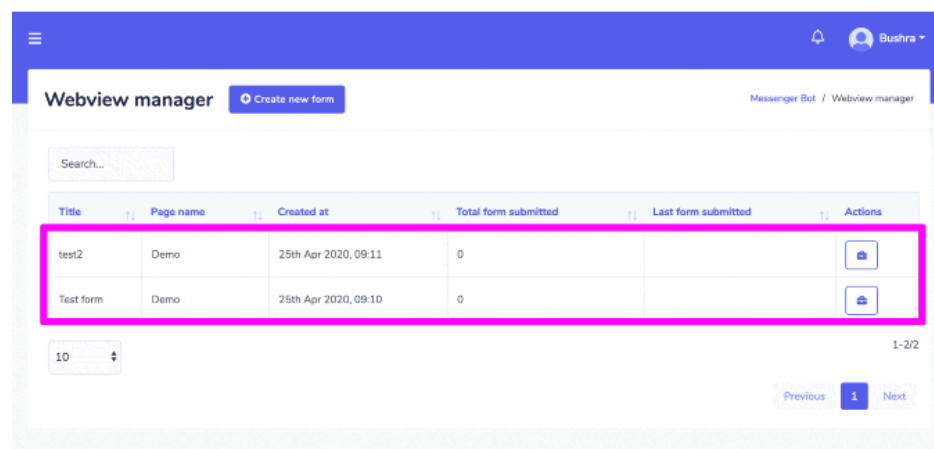 Bushra
Webview manager Create new form Messenger Bot / Webview manager
Search...
Title Page name Created at Total form submitted Last form submitted Actions
test2 Demo 25th Apr 2020, 09:11 0
Test form Demo 25th Apr 2020, 09:10 0
10 1-2/2
Previous 1 Next